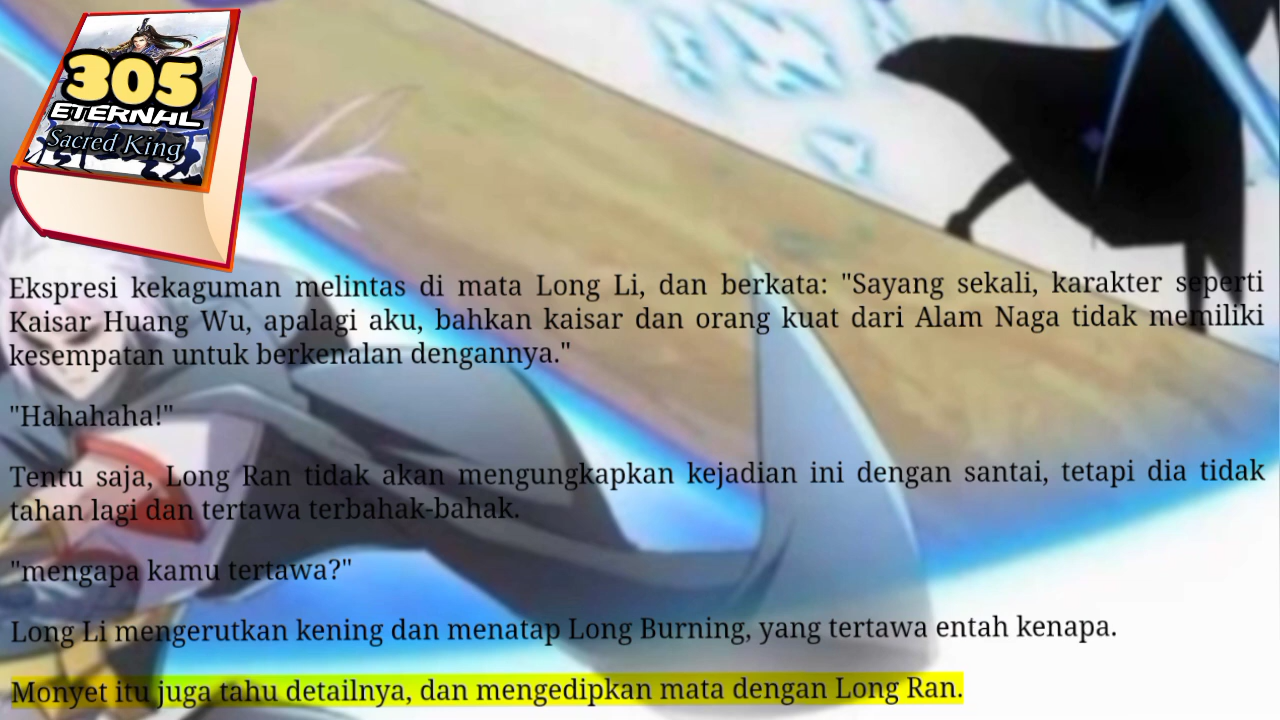 305
ETERNAL
Sacred King
Ekspresi kekaguman melintas di mata Long Li, dan berkata: "Sayang sekali, karakter seperti
Kaisar Huang Wu, apalagi aku, bahkan kaisar dan orang kuat dari Alam Naga tidak memiliki
kesempatan untuk berkenalan dengannya."
"Hahahaha!"
Tentu saja, Long Ran tidak akan mengungkapkan kejadian ini dengan santai, tetapi dia tidak
tahan lagi dan tertawa terbahak-bahak.
"mengapa kamu tertawa?"
Long Li mengerutkan kening dan menatap Long Burning, yang tertawa entah kenapa.
Monyet itu juga tahu detailnya, dan mengedipkan mata dengan Long Ran.